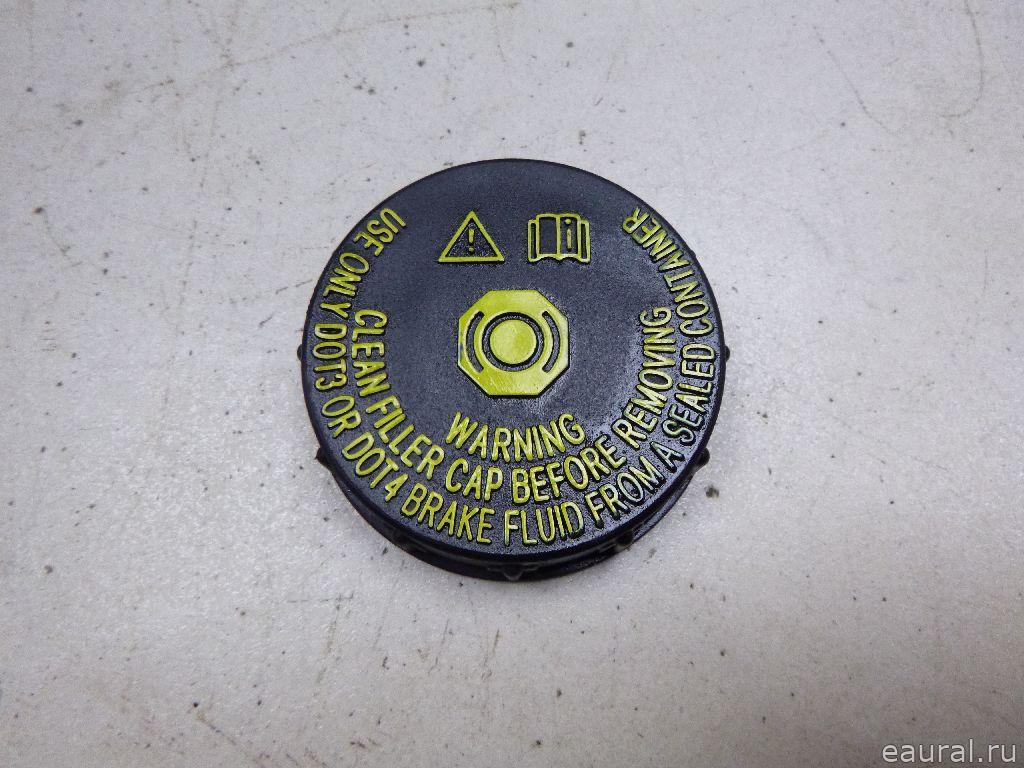 WARNING
CLEAN FILLER CAP BEFORE REMOVING
USE ONLY DOT3 OR DOT4 BRAKE FLUID FROM A SEALED CONTAINER
eaural.ru